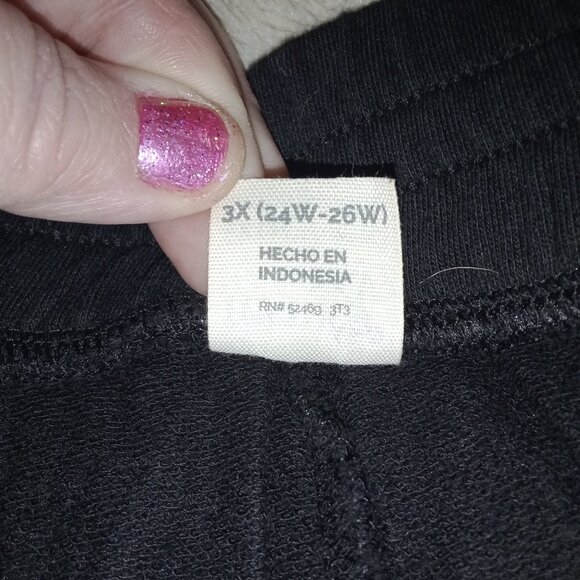 3X (24W-26W)
HECHO EN
INDONESIA
RN# 52469 3T3